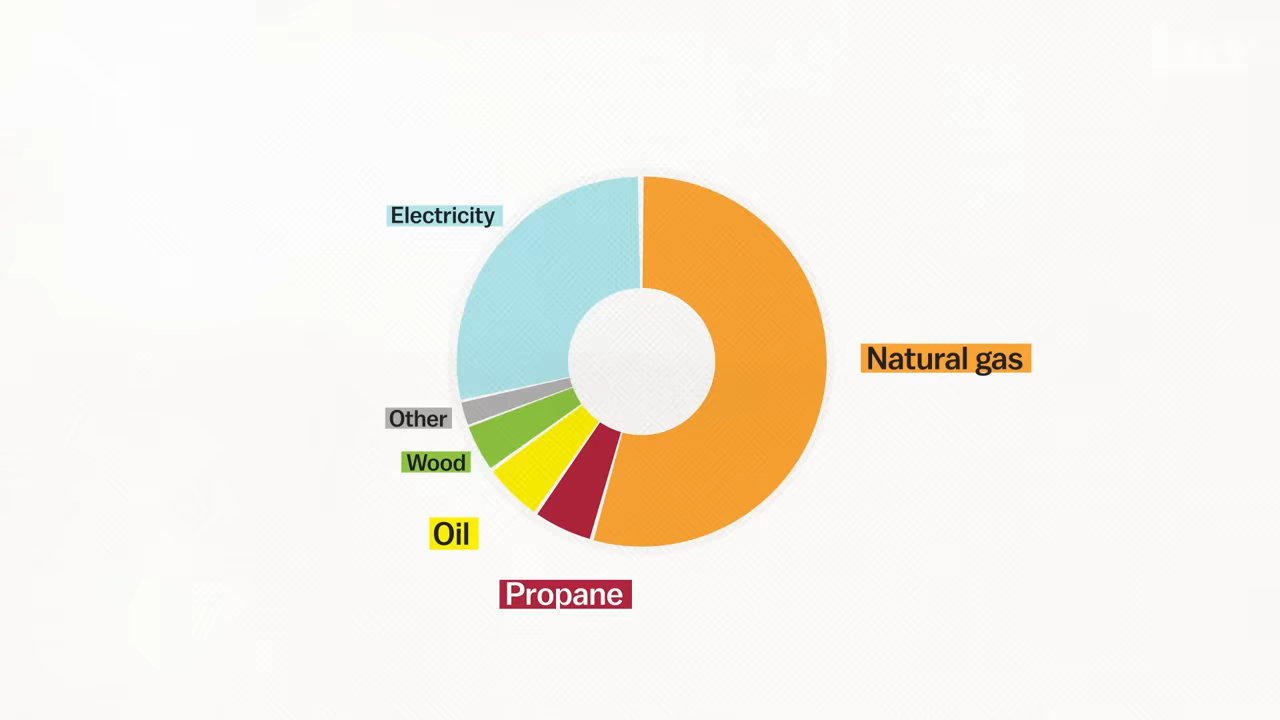 Electricity
Natural gas
Other
Wood
Oil
Propane